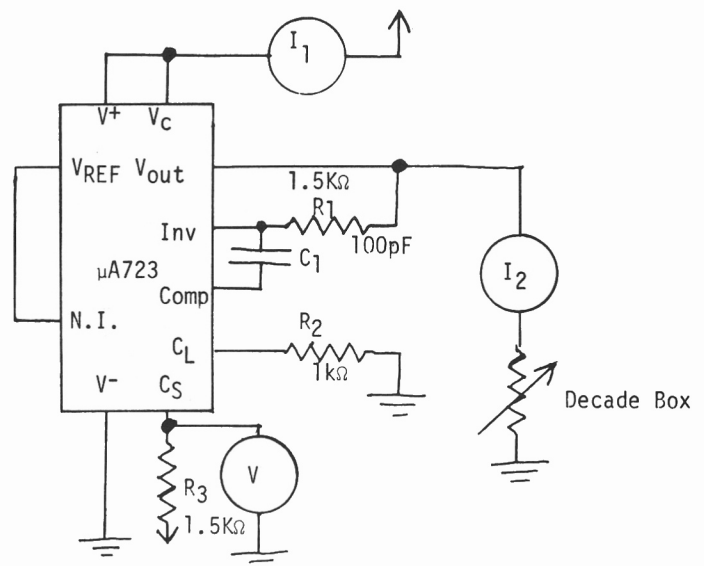 I1
V+ VC
VREF Vout
1.5KΩ
R1
Inv
100pF
C1
μA723
I2
Comp
N.I.
R2
CL
1kΩ
V- CS
Decade Box
V
R3
1.5KΩ